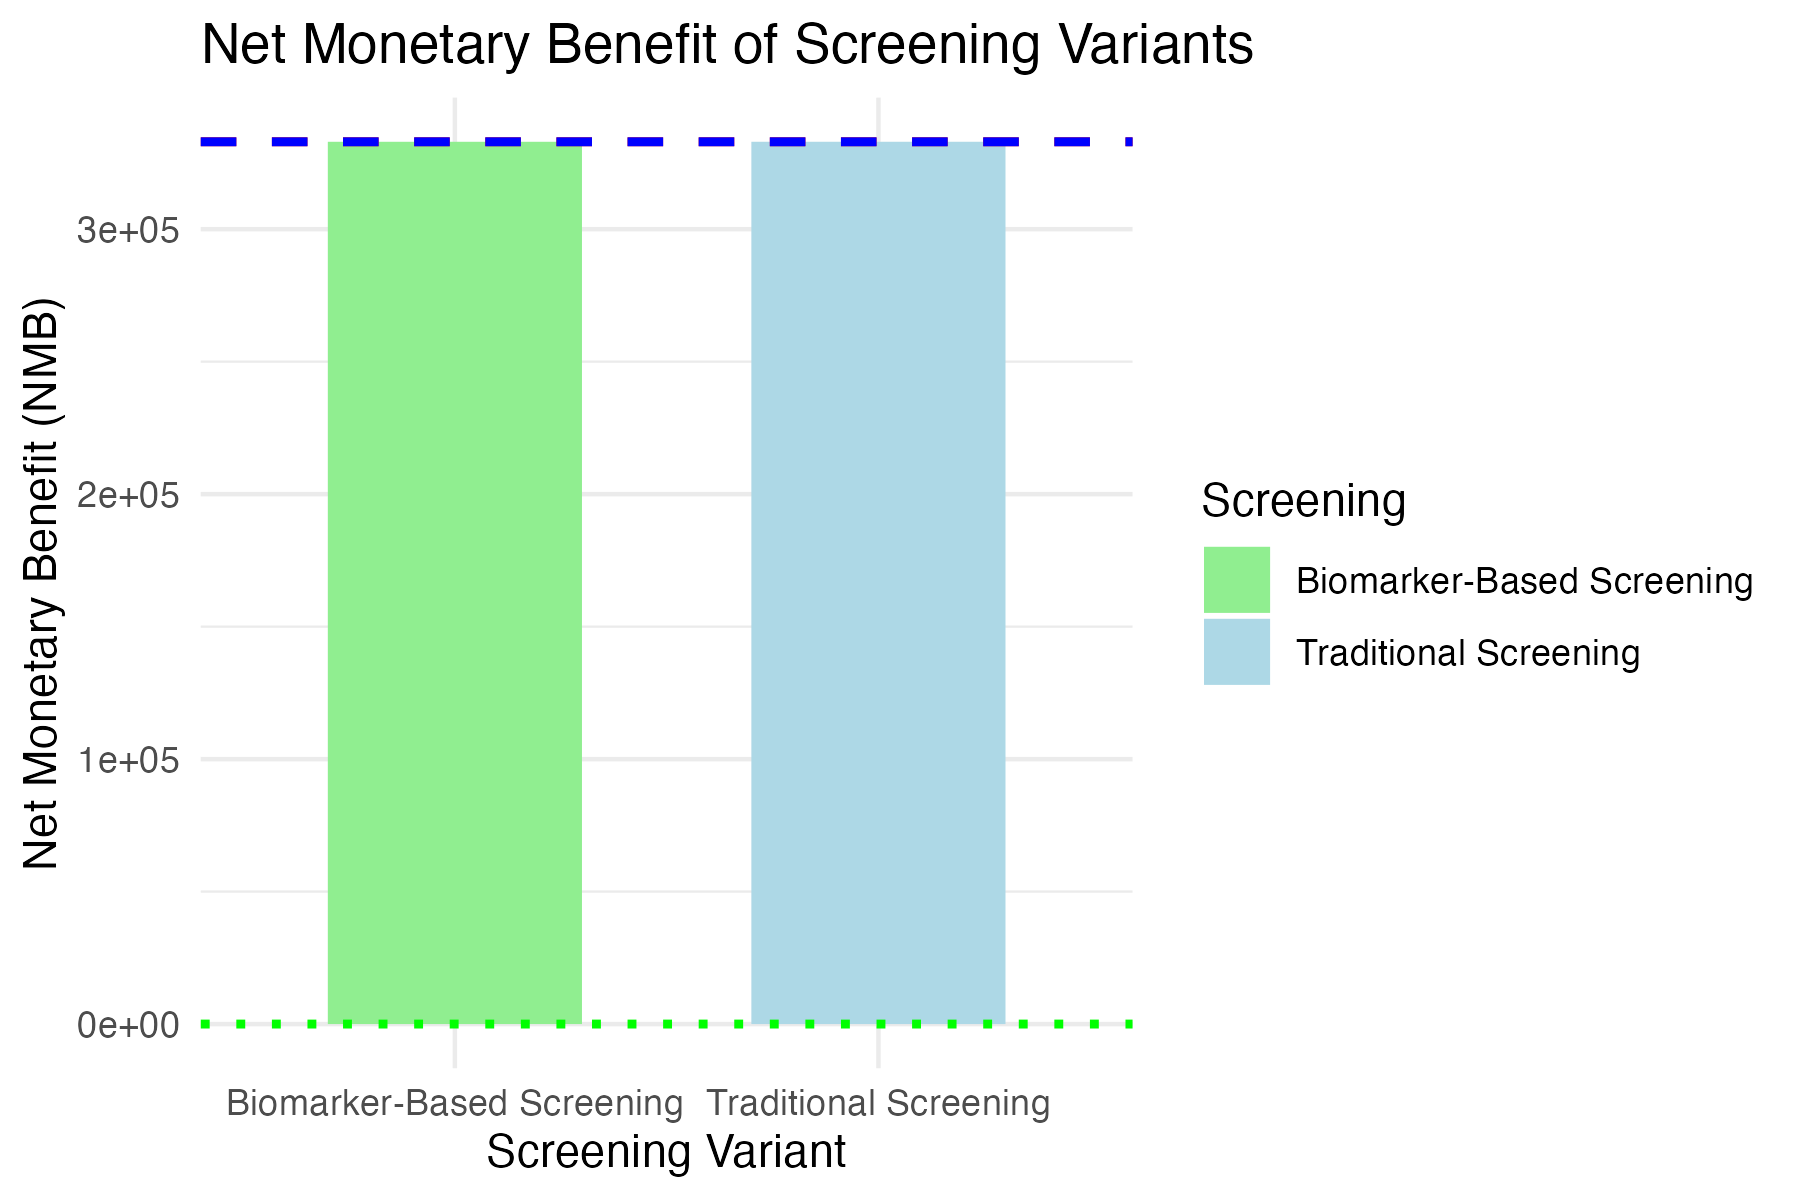 Net Monetary Benefit of Screening Variants
Net Monetary Benefit (NMB)
3e+05
2e+05
1e+05
0e+00
Biomarker-Based Screening
Traditional Screening
Screening Variant
Screening
Biomarker-Based Screening
Traditional Screening